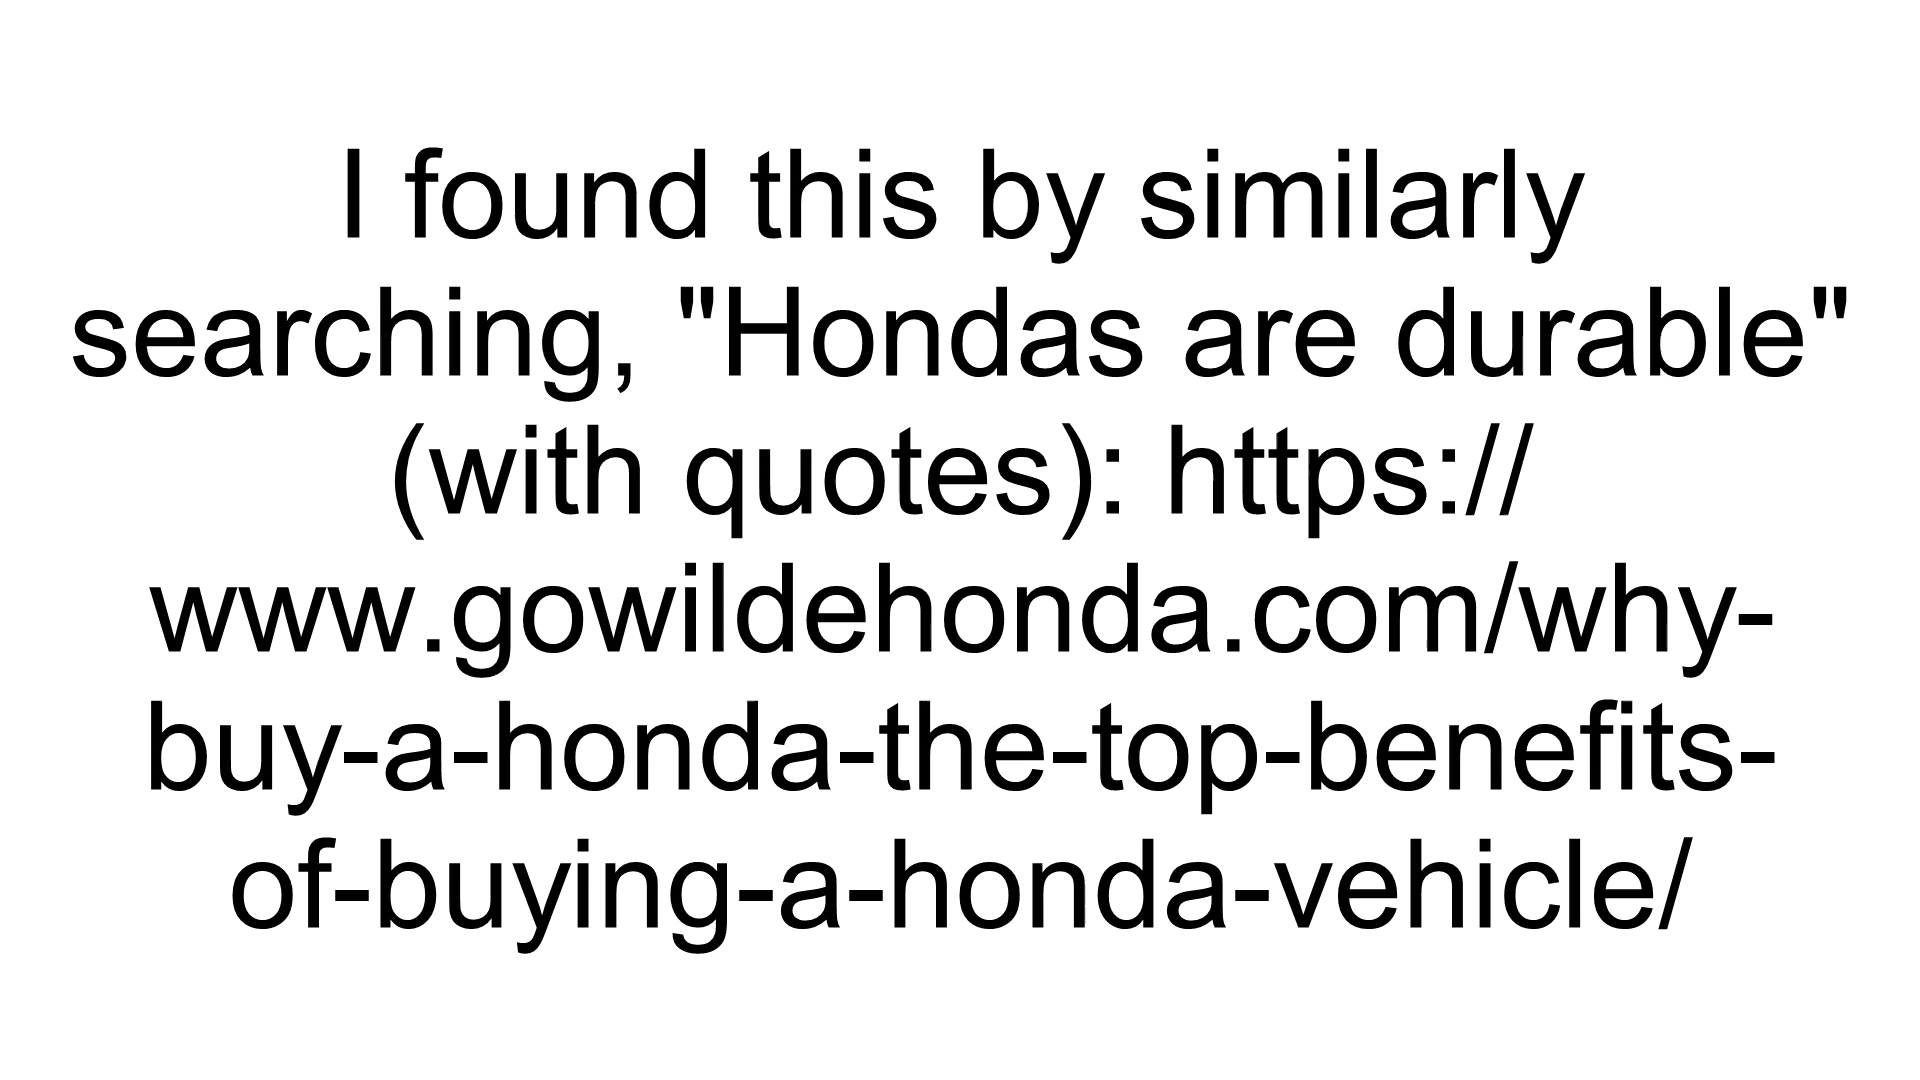 I found this by similarly
searching, "Hondas are durable"
(with quotes): https://
www.gowildehonda.com/why-
buy-a-honda-the-top-benefits-
of-buying-a-honda-vehicle/